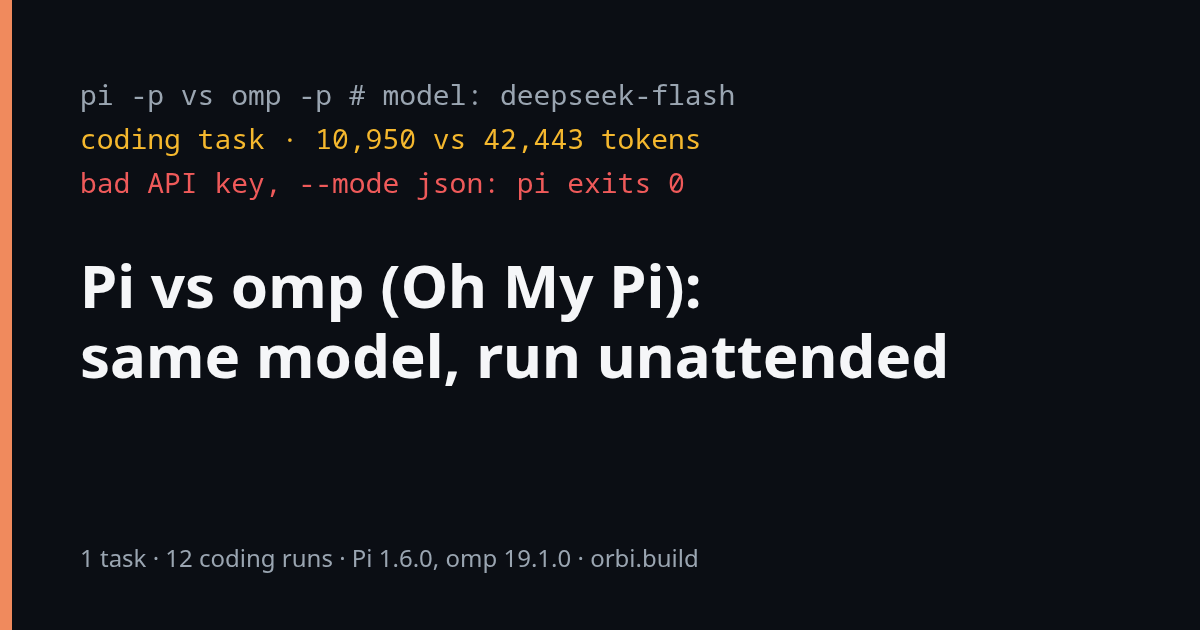 pi -p vs omp -p # model: deepseek-flash
coding task · 10,950 vs 42,443 tokens
bad API key, --mode json: pi exits 0
Pi vs omp (Oh My Pi):
same model, run unattended
1 task · 12 coding runs · Pi 1.6.0, omp 19.1.0 · orbi.build